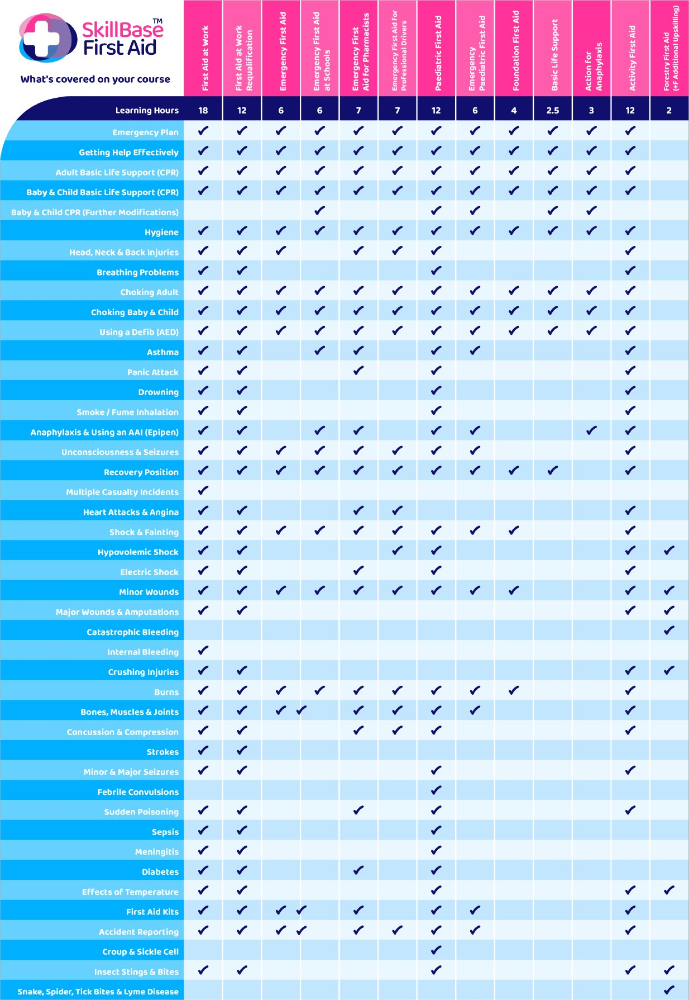 SkillBase™
First Aid
What's covered on your course
First Aid at Work
First Aid at Work
Requalification
Emergency First Aid
Emergency First Aid
at Schools
Emergency First
Aid for Pharmacists
Emergency First Aid for
Professional Drivers
Paediatric First Aid
Emergency
Paediatric First Aid
Foundation First Aid
Basic Life Support
Action for
Anaphylaxis
Activity First Aid
Forestry First Aid
(+F Additional Upskilling)
Learning Hours 18 12 6 6 7 7 12 6 4 2.5 3 12 2
Emergency Plan
Getting Help Effectively
Adult Basic Life Support (CPR)
Baby & Child Basic Life Support (CPR)
Baby & Child CPR (Further Modifications)
Hygiene
Head, Neck & Back Injuries
Breathing Problems
Choking Adult
Choking Baby & Child
Using a Defib (AED)
Asthma
Panic Attack
Drowning
Smoke / Fume Inhalation
Anaphylaxis & Using an AAI (Epipen)
Unconsciousness & Seizures
Recovery Position
Multiple Casualty Incidents
Heart Attacks & Angina
Shock & Fainting
Hypovolemic Shock
Electric Shock
Minor Wounds
Major Wounds & Amputations
Catastrophic Bleeding
Internal Bleeding
Crushing Injuries
Burns
Bones, Muscles & Joints
Concussion & Compression
Strokes
Minor & Major Seizures
Febrile Convulsions
Sudden Poisoning
Sepsis
Meningitis
Diabetes
Effects of Temperature
First Aid Kits
Accident Reporting
Croup & Sickle Cell
Insect Stings & Bites
Snake, Spider, Tick Bites & Lyme Disease